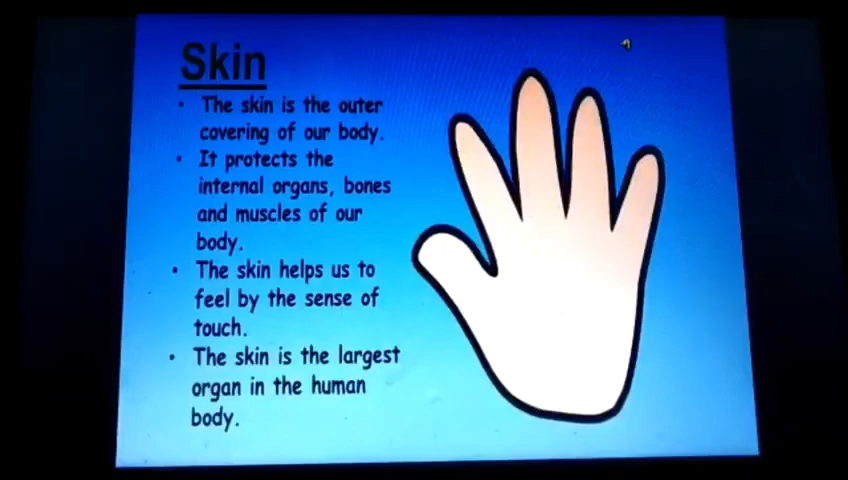 Skin
• The skin is the outer
covering of our body.
• It protects the
internal organs, bones
and muscles of our
body.
• The skin helps us to
feel by the sense of
touch.
• The skin is the largest
organ in the human
body.